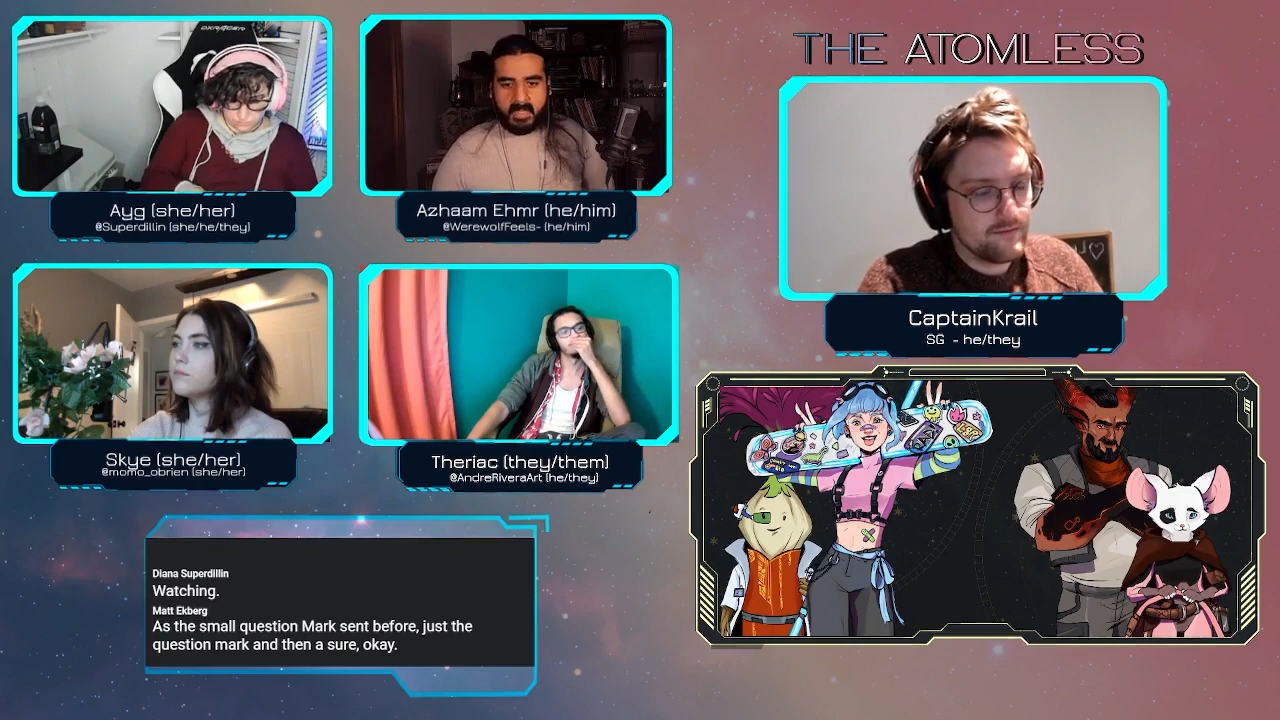 DXRACER
THE ATOMLESS
Ayg (she/her)
@Superdillin (she/he/they)
Azhaam Ehmr (he/him)
@WerewolfFeels- (he/him)
CaptainKrail
SG - he/they
Skye (she/her)
@momo_obrien (she/her)
Theriac (they/them)
@AndreRiveraArt (he/they)
Diana Superdillin
Watching.
Matt Ekberg
As the small question Mark sent before, just the
question mark and then a sure, okay.